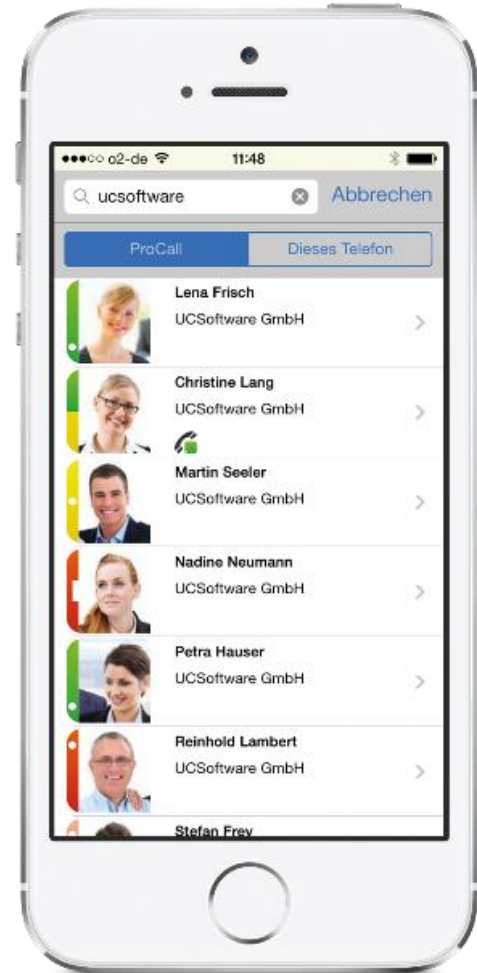 o2-de 11:48
ucsoftware Abbrechen
ProCall Dieses Telefon
Lena Frisch
UCSoftware GmbH
Christine Lang
UCSoftware GmbH
Martin Seeler
UCSoftware GmbH
Nadine Neumann
UCSoftware GmbH
Petra Hauser
UCSoftware GmbH
Reinhold Lambert
UCSoftware GmbH
Stefan Frey